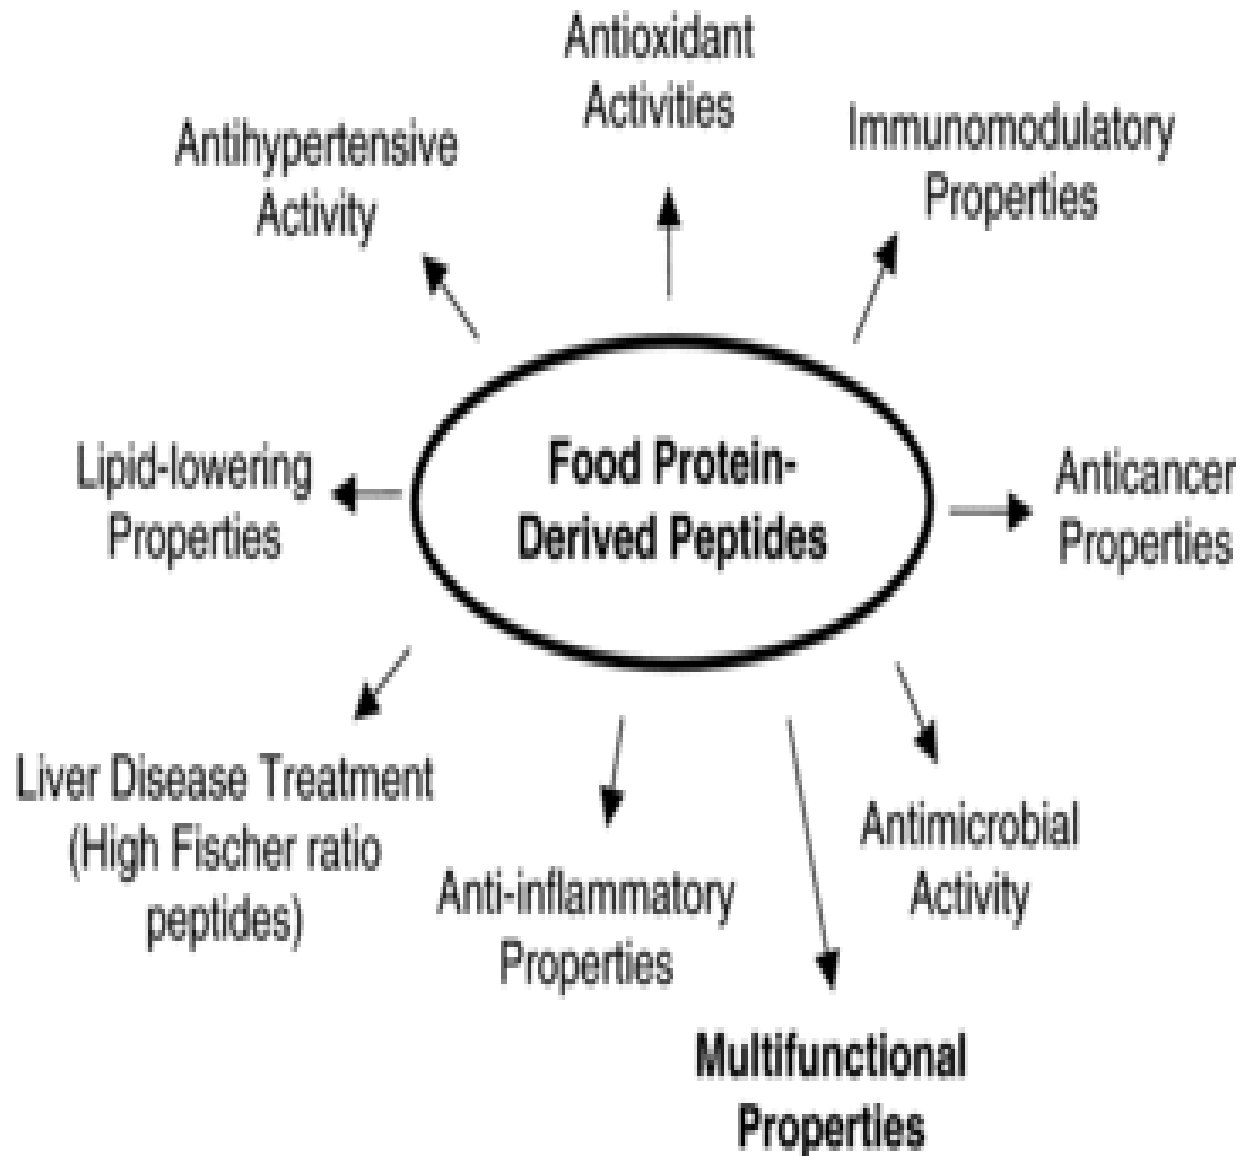 Antioxidant
Activities
Antihypertensive
Activity
Immunomodulatory
Properties
Lipid-lowering
Properties
Food Protein-
Derived Peptides
Anticancer
Properties
Liver Disease Treatment
(High Fischer ratio
peptides)
Anti-inflammatory
Properties
Antimicrobial
Activity
Multifunctional
Properties